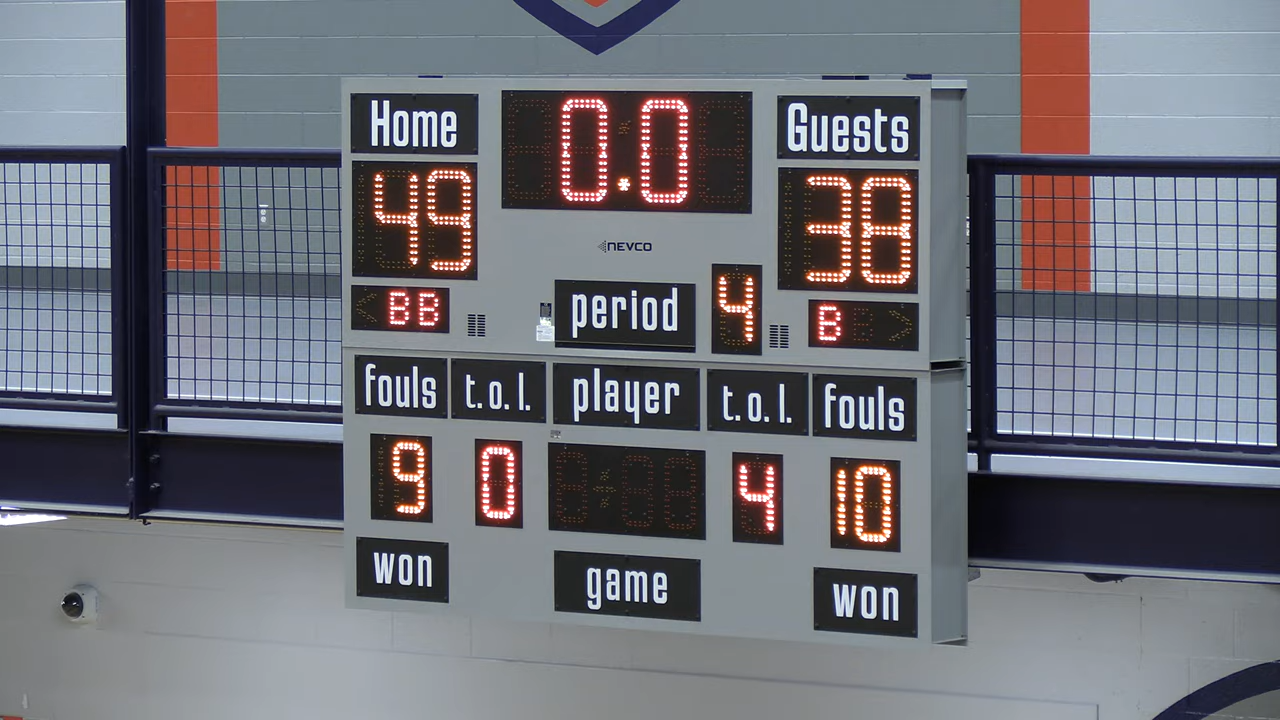 Home
0.0
Guests
49
38
NEVCO
BB
period
4
B
fouls
t.o.l.
player
t.o.l.
fouls
9
0
4
10
won
game
won